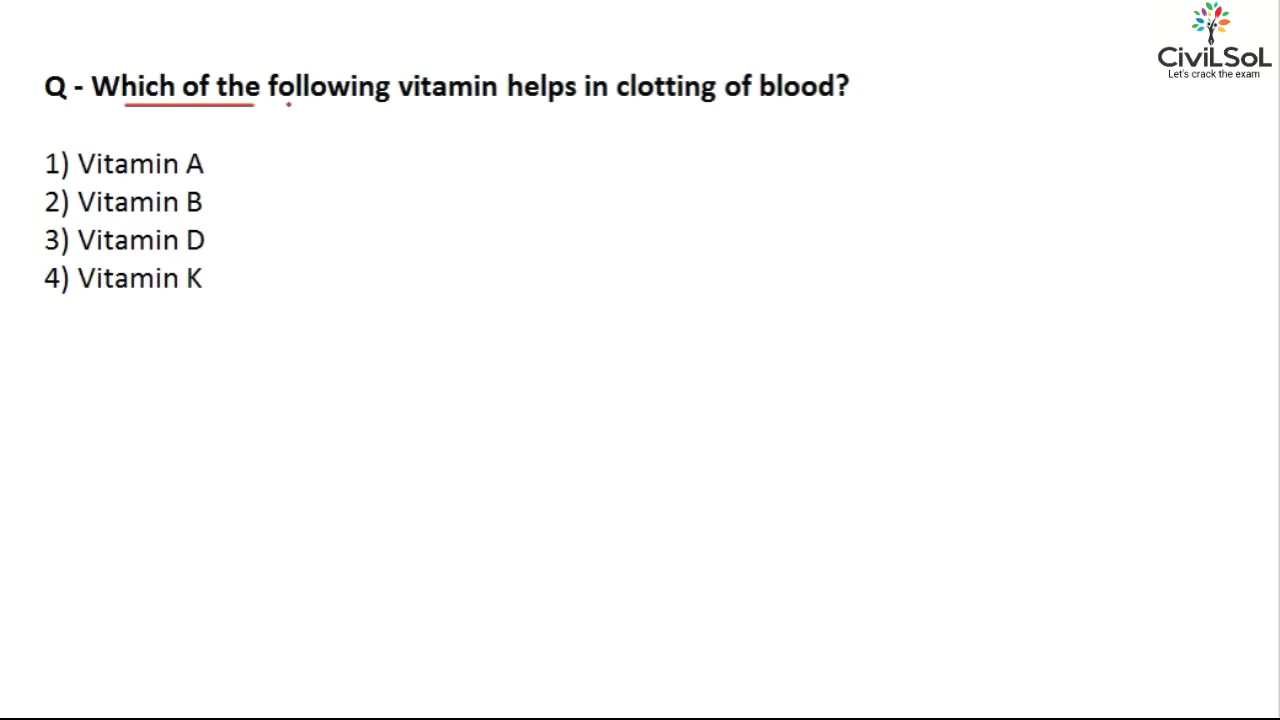 CiviLSoL
Let's crack the exam
Q - Which of the following vitamin helps in clotting of blood?
1) Vitamin A
2) Vitamin B
3) Vitamin D
4) Vitamin K